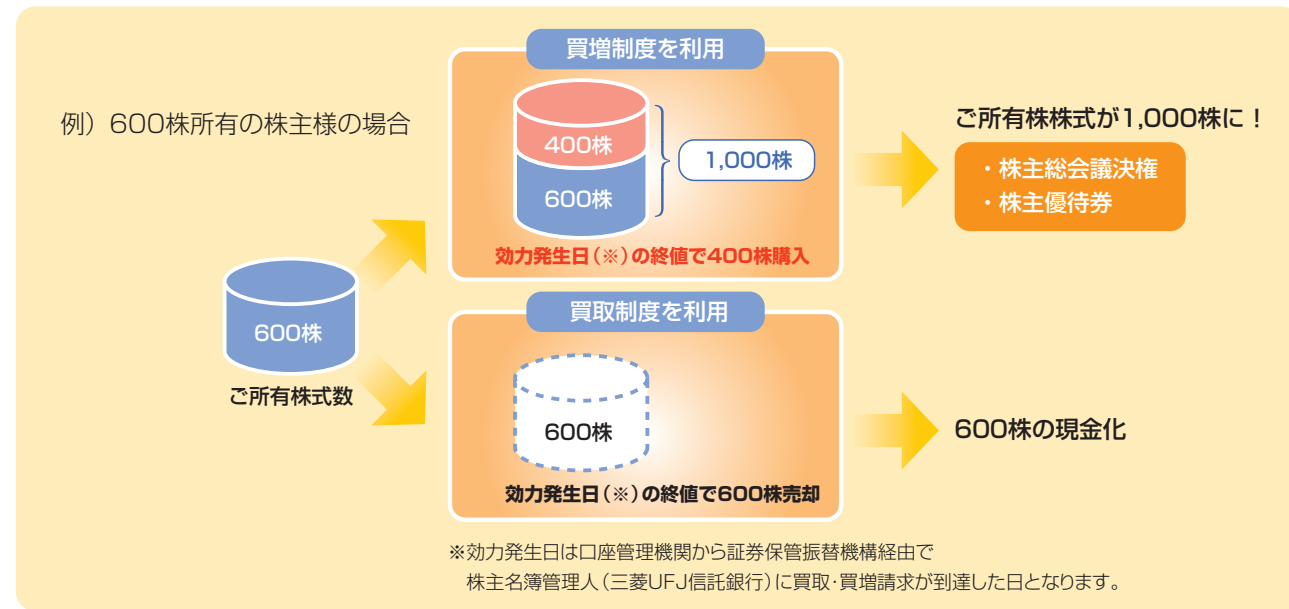 例）600株所有の株主様の場合
600株
ご所有株式数
買増制度を利用
400株
600株
1,000株
効力発生日（※）の終値で400株購入
ご所有株株式が1,000株に！
・株主総会議決権
・株主優待券
買取制度を利用
600株
効力発生日（※）の終値で600株売却
600株の現金化
※効力発生日は口座管理機関から証券保管振替機構経由で
株主名簿管理人（三菱UFJ信託銀行）に買取・買増請求が到達した日となります。